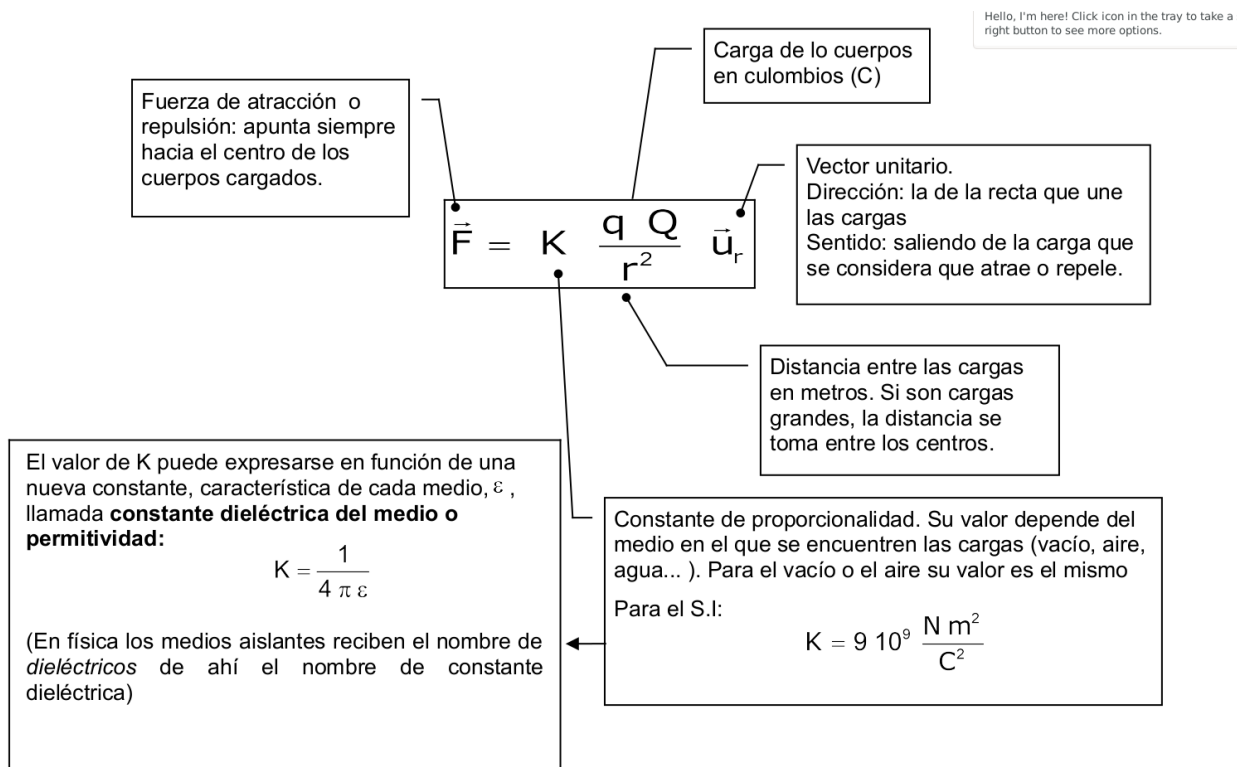 Hello, I'm here! Click icon in the tray to take a
right button to see more options.
Carga de lo cuerpos
en culombios (C)
Fuerza de atracción o
repulsión: apunta siempre
hacia el centro de los
cuerpos cargados.
Vector unitario.
Dirección: la de la recta que une
las cargas
Sentido: saliendo de la carga que
se considera que atrae o repele.
F⃗ = K q Q / r² u⃗ᵣ
Distancia entre las cargas
en metros. Si son cargas
grandes, la distancia se
toma entre los centros.
El valor de K puede expresarse en función de una
nueva constante, característica de cada medio, ε ,
llamada constante dieléctrica del medio o
permitividad:
K = 1 / 4 π ε
(En física los medios aislantes reciben el nombre de
dieléctricos de ahí el nombre de constante
dieléctrica)
Constante de proporcionalidad. Su valor depende del
medio en el que se encuentren las cargas (vacío, aire,
agua... ). Para el vacío o el aire su valor es el mismo
Para el S.I:
K = 9 10⁹ N m² / C²